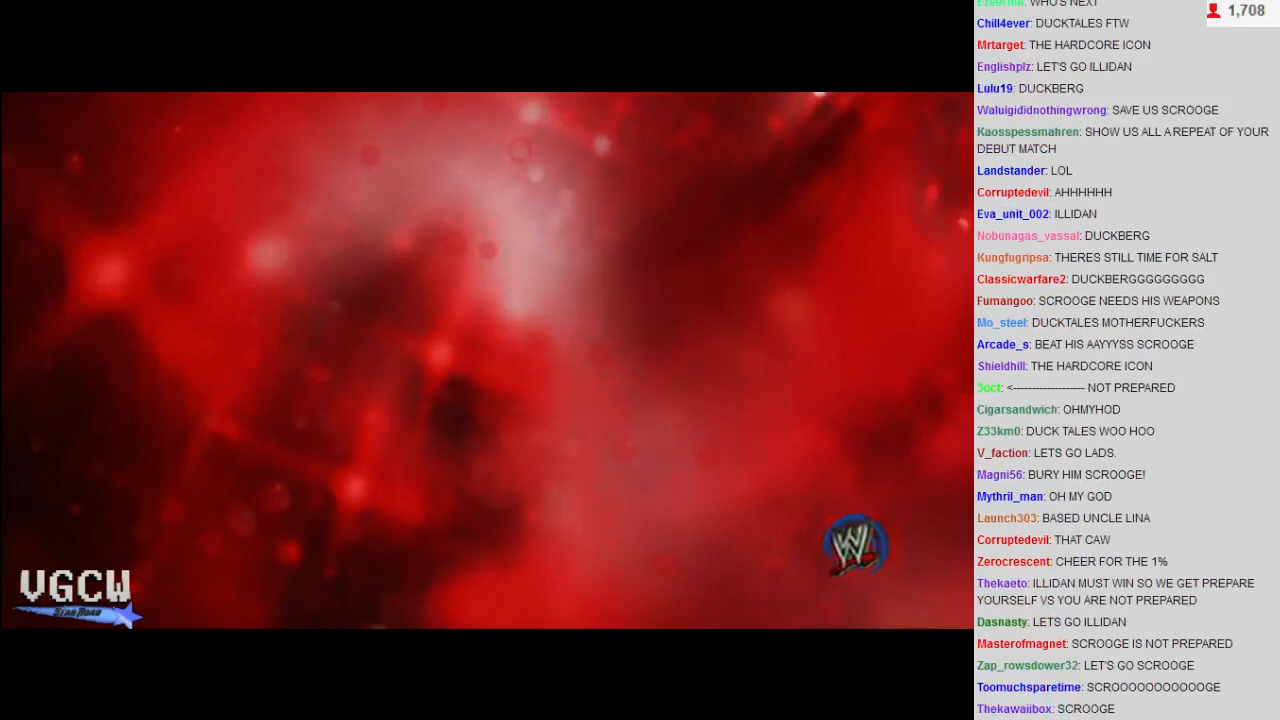 Ezeernn: WHO'S NEXT
1,708
Chill4ever: DUCKTALES FTW
Mrtarget: THE HARDCORE ICON
Englishplz: LET'S GO ILLIDAN
Lulu19: DUCKBERG
Waluigididnothingwrong: SAVE US SCROOGE
Kaosspessmahren: SHOW US ALL A REPEAT OF YOUR
DEBUT MATCH
Landstander: LOL
Corruptedevil: AHHHHHH
Eva_unit_002: ILLIDAN
Nobunagas_vassal: DUCKBERG
Kungfugripsa: THERES STILL TIME FOR SALT
Classicwarfare2: DUCKBERGGGGGGGGG
Fumangoo: SCROOGE NEEDS HIS WEAPONS
Mo_steel: DUCKTALES MOTHERFUCKERS
Arcade_s: BEAT HIS AAYYYSS SCROOGE
Shieldhill: THE HARDCORE ICON
3oct: <------------------- NOT PREPARED
Cigarsandwich: OHMYHOD
Z33km0: DUCK TALES WOO HOO
V_faction: LETS GO LADS.
Magni56: BURY HIM SCROOGE!
Mythril_man: OH MY GOD
Launch303: BASED UNCLE LINA
Corruptedevil: THAT CAW
Zerocrescent: CHEER FOR THE 1%
Thekaeto: ILLIDAN MUST WIN SO WE GET PREPARE
YOURSELF VS YOU ARE NOT PREPARED
Dasnasty: LETS GO ILLIDAN
Masterofmagnet: SCROOGE IS NOT PREPARED
Zap_rowsdower32: LET'S GO SCROOGE
Toomuchsparetime: SCROOOOOOOOOOOGE
Thekawaiibox: SCROOGE
VGCW
STAR ROAD
W